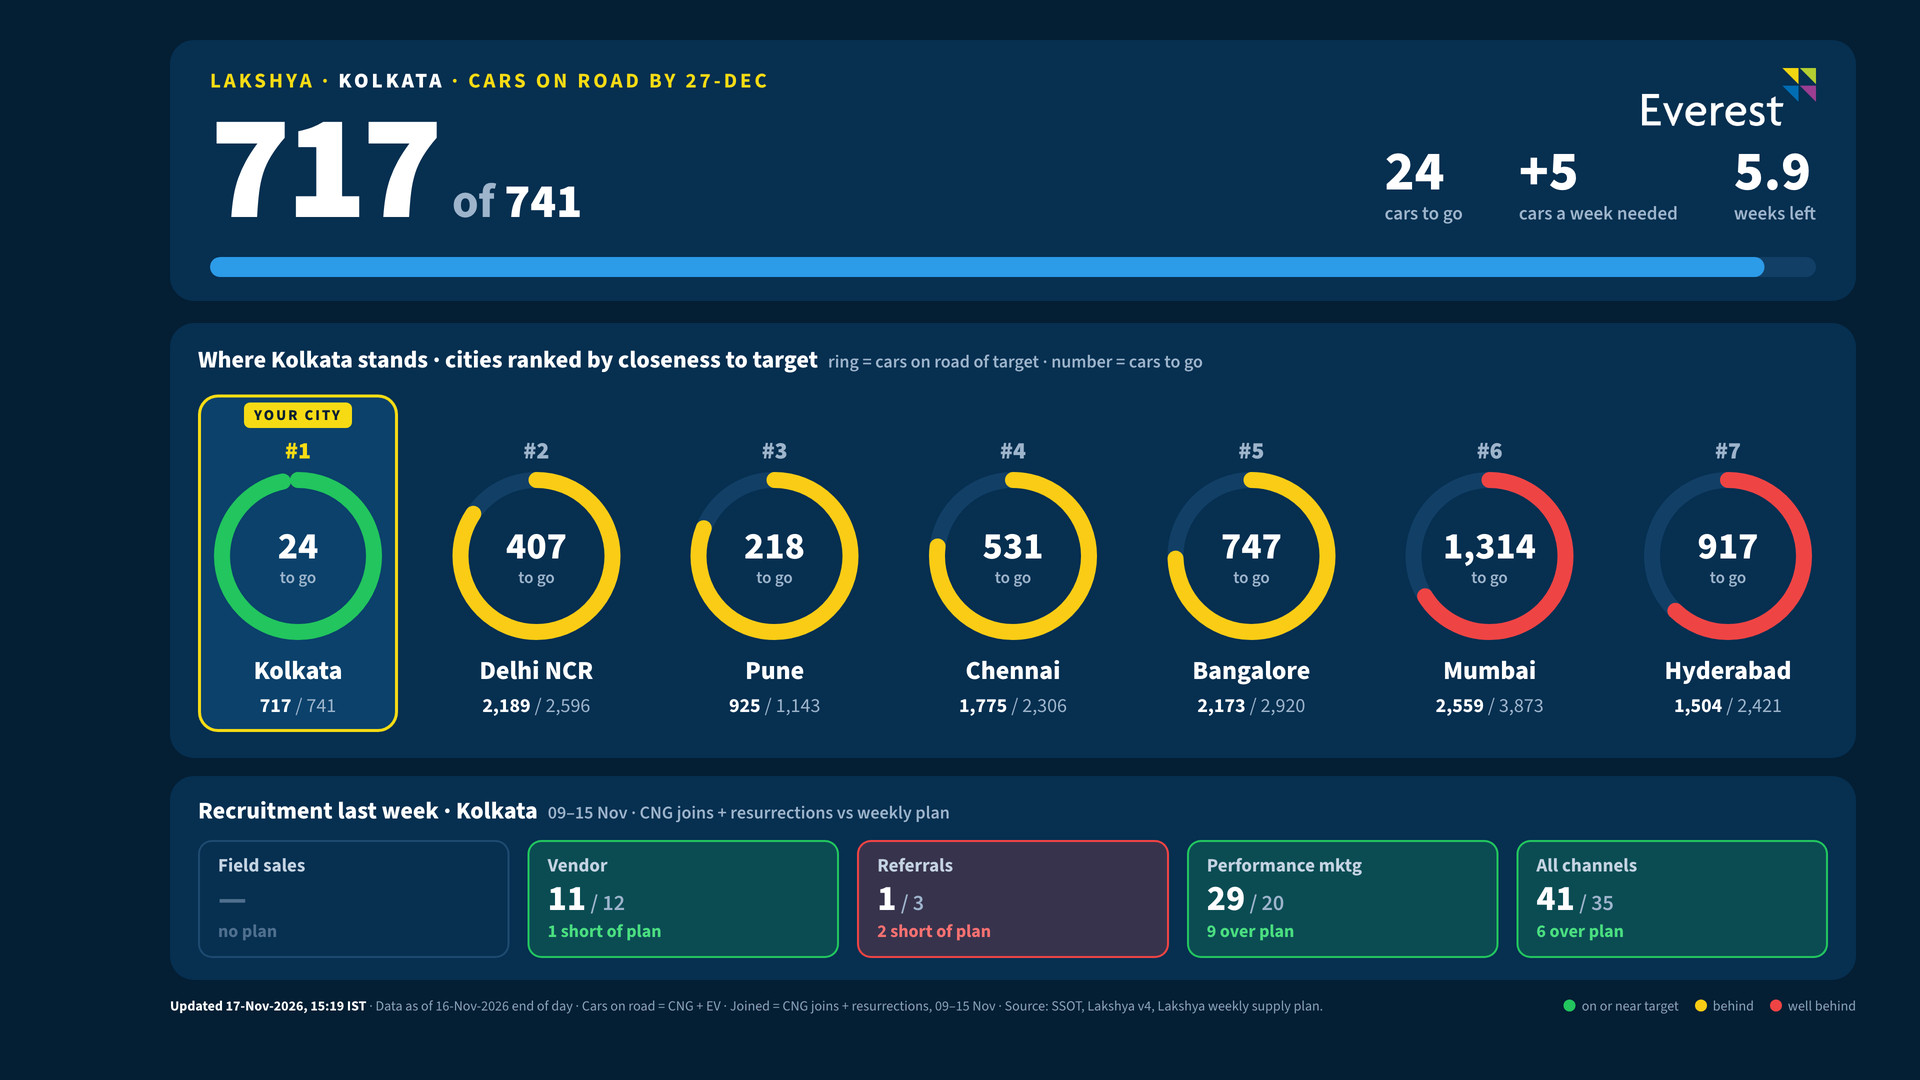 LAKSHYA · KOLKATA · CARS ON ROAD BY 27-DEC
Everest
717 of 741
24 +5 5.9
cars to go cars a week needed weeks left
Where Kolkata stands · cities ranked by closeness to target ring = cars on road of target · number = cars to go
YOUR CITY
#1 #2 #3 #4 #5 #6 #7
24 407 218 531 747 1,314 917
to go to go to go to go to go to go to go
Kolkata Delhi NCR Pune Chennai Bangalore Mumbai Hyderabad
717 / 741 2,189 / 2,596 925 / 1,143 1,775 / 2,306 2,173 / 2,920 2,559 / 3,873 1,504 / 2,421
Recruitment last week · Kolkata 09–15 Nov · CNG joins + resurrections vs weekly plan
Field sales Vendor Referrals Performance mktg All channels
— 11 / 12 1 / 3 29 / 20 41 / 35
no plan 1 short of plan 2 short of plan 9 over plan 6 over plan
Updated 17-Nov-2026, 15:19 IST · Data as of 16-Nov-2026 end of day · Cars on road = CNG + EV · Joined = CNG joins + resurrections, 09–15 Nov · Source: SSOT, Lakshya v4, Lakshya weekly supply plan. on or near target behind well behind